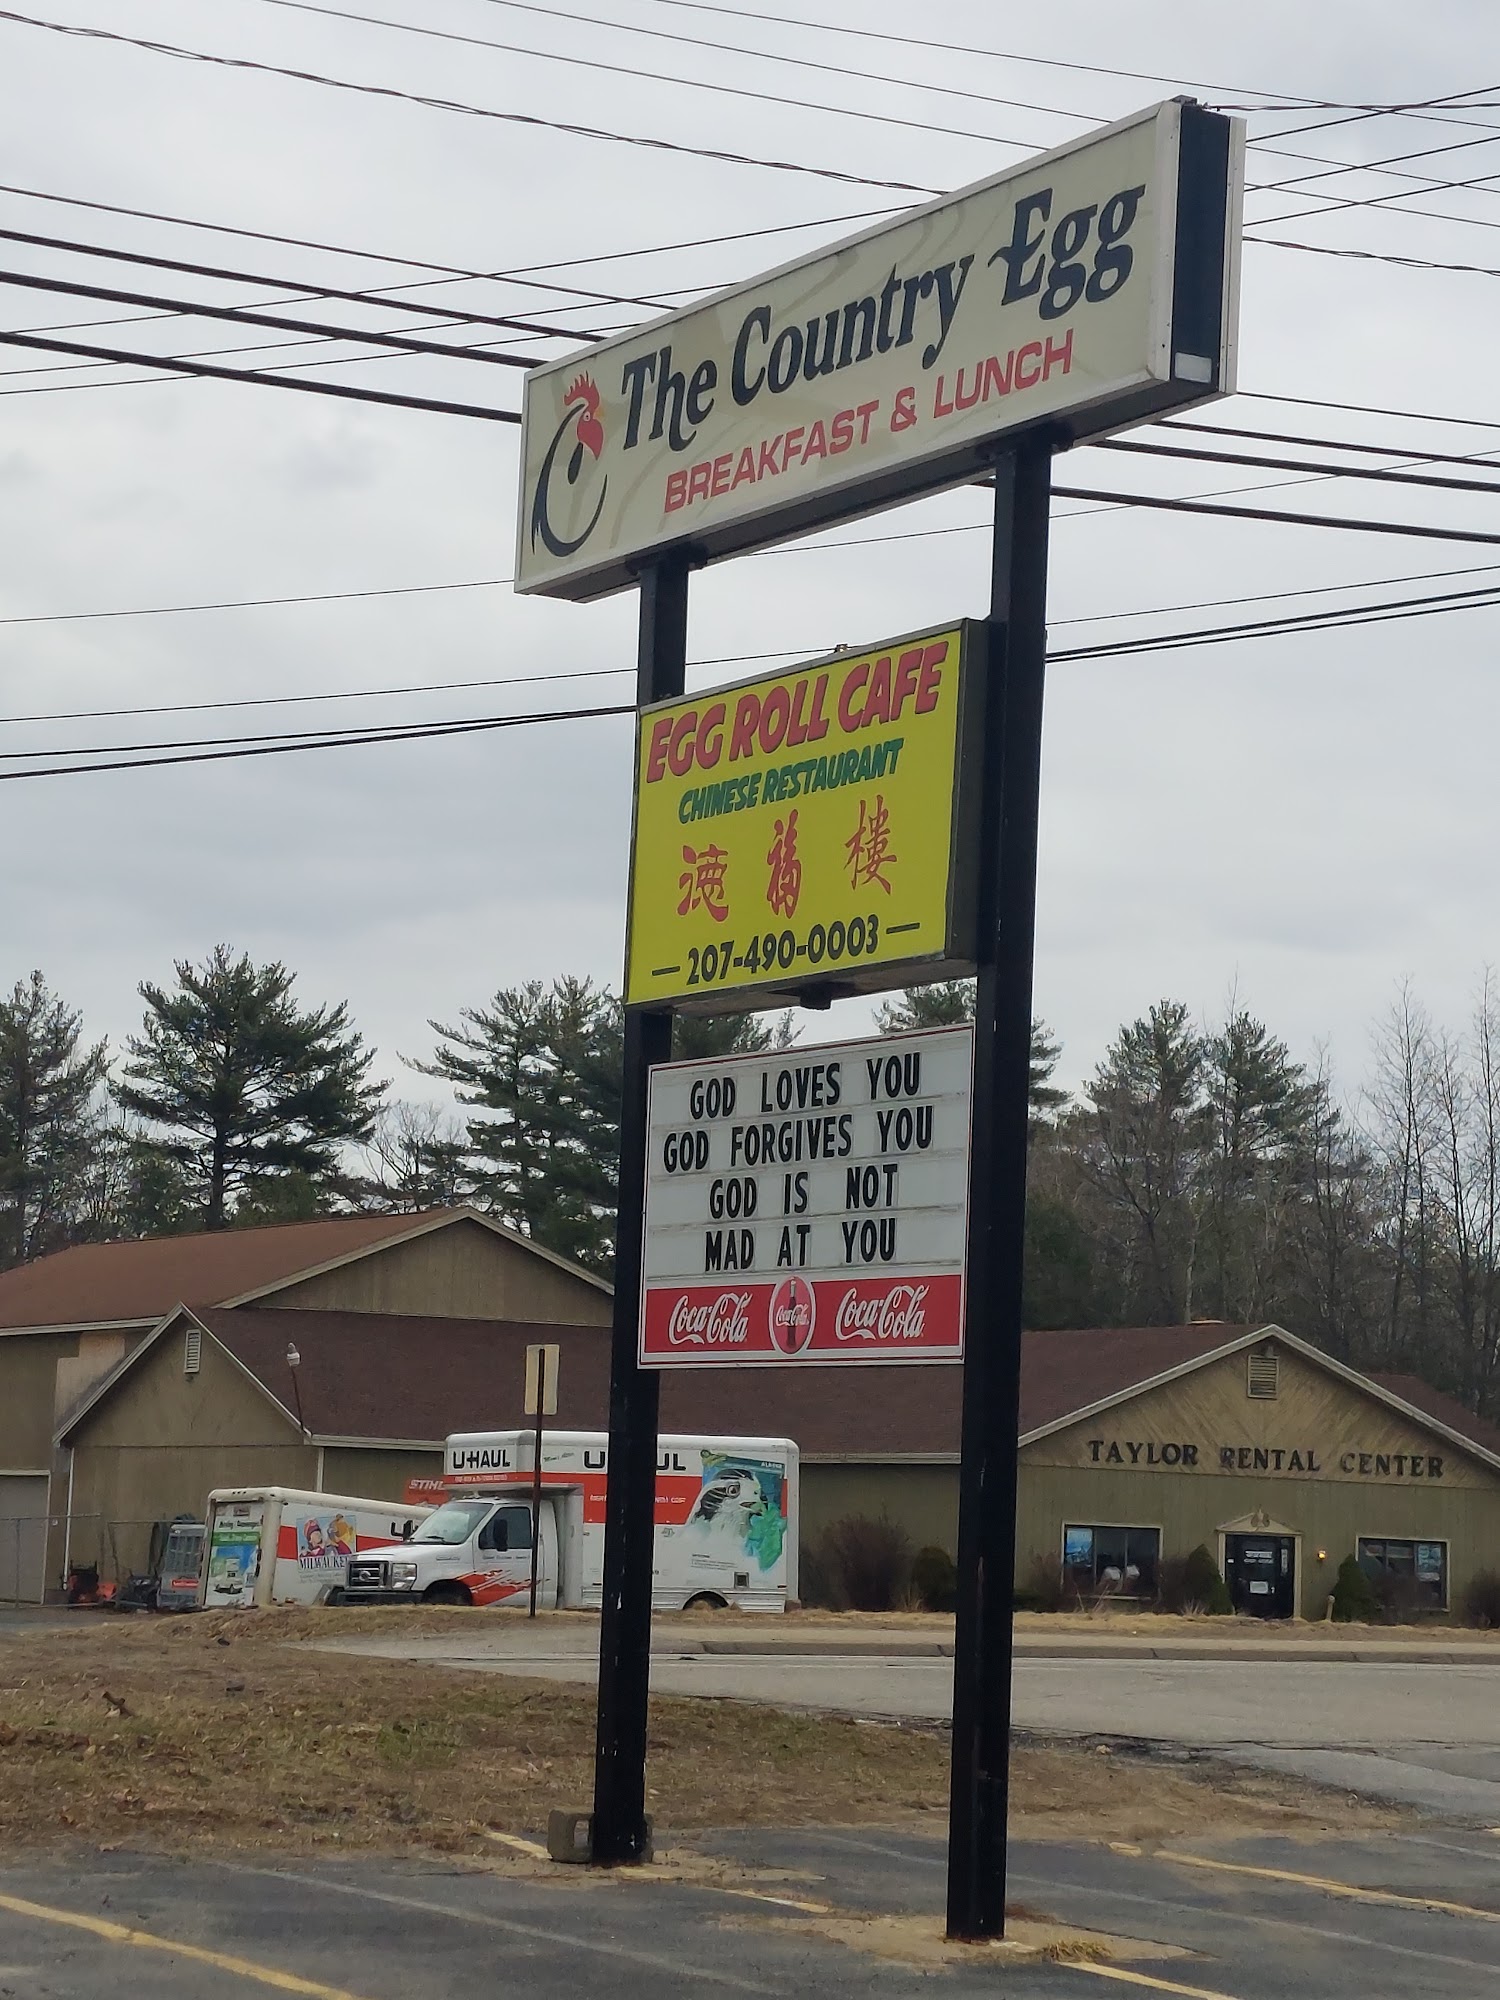 The Country Egg
BREAKFAST & LUNCH
EGG ROLL CAFE
CHINESE RESTAURANT
德福樓
— 207-490-0003 —
GOD LOVES YOU
GOD FORGIVES YOU
GOD IS NOT
MAD AT YOU
Coca-Cola Coca-Cola Coca-Cola
TAYLOR RENTAL CENTER
U-HAUL
STIHL
MILWAUKEE